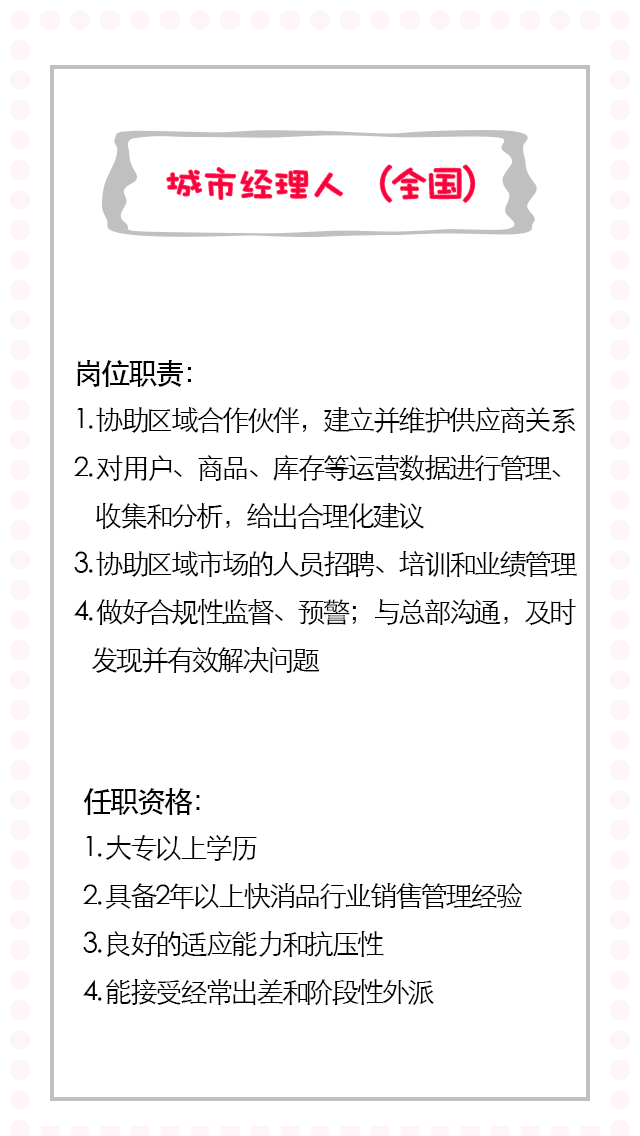 城市经理人 （全国）
岗位职责：
1.协助区域合作伙伴，建立并维护供应商关系
2.对用户、商品、库存等运营数据进行管理、
收集和分析，给出合理化建议
3.协助区域市场的人员招聘、培训和业绩管理
4.做好合规性监督、预警；与总部沟通，及时
发现并有效解决问题
任职资格：
1.大专以上学历
2.具备2年以上快消品行业销售管理经验
3.良好的适应能力和抗压性
4.能接受经常出差和阶段性外派